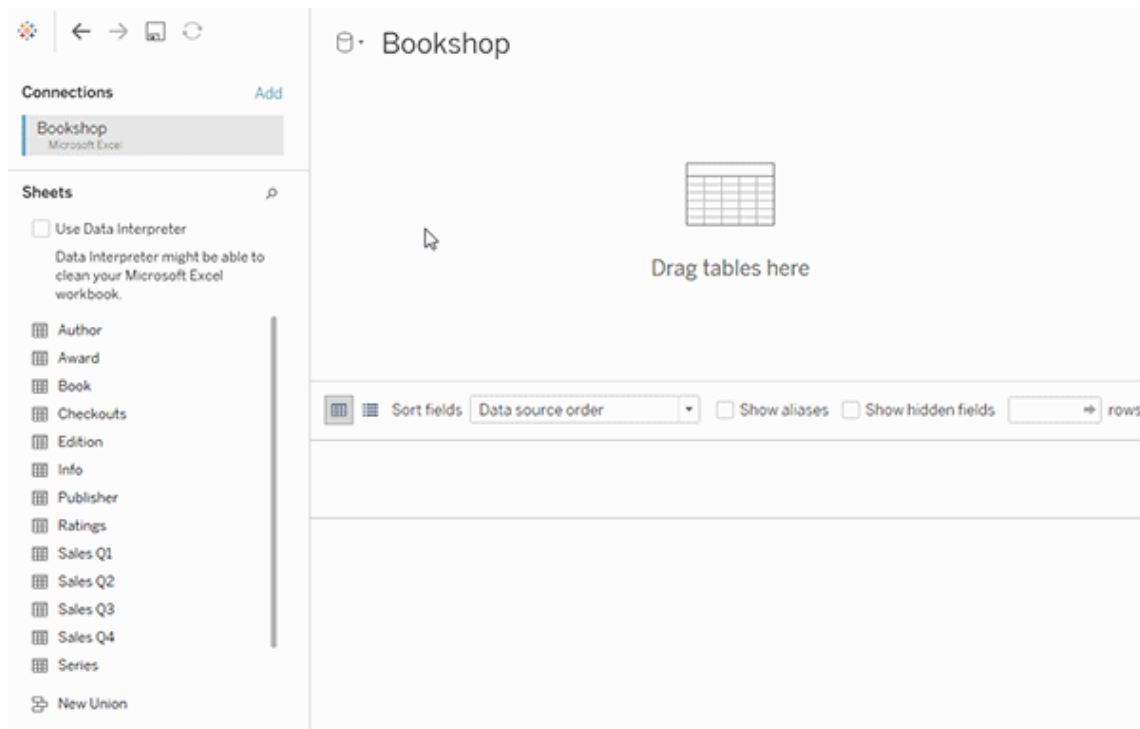 Bookshop
Connections Add
Bookshop
Microsoft Excel
Sheets
Use Data Interpreter
Data Interpreter might be able to
clean your Microsoft Excel
workbook.
Author
Award
Book
Checkouts
Edition
Info
Publisher
Ratings
Sales Q1
Sales Q2
Sales Q3
Sales Q4
Series
New Union
Drag tables here
Sort fields Data source order Show aliases Show hidden fields rows